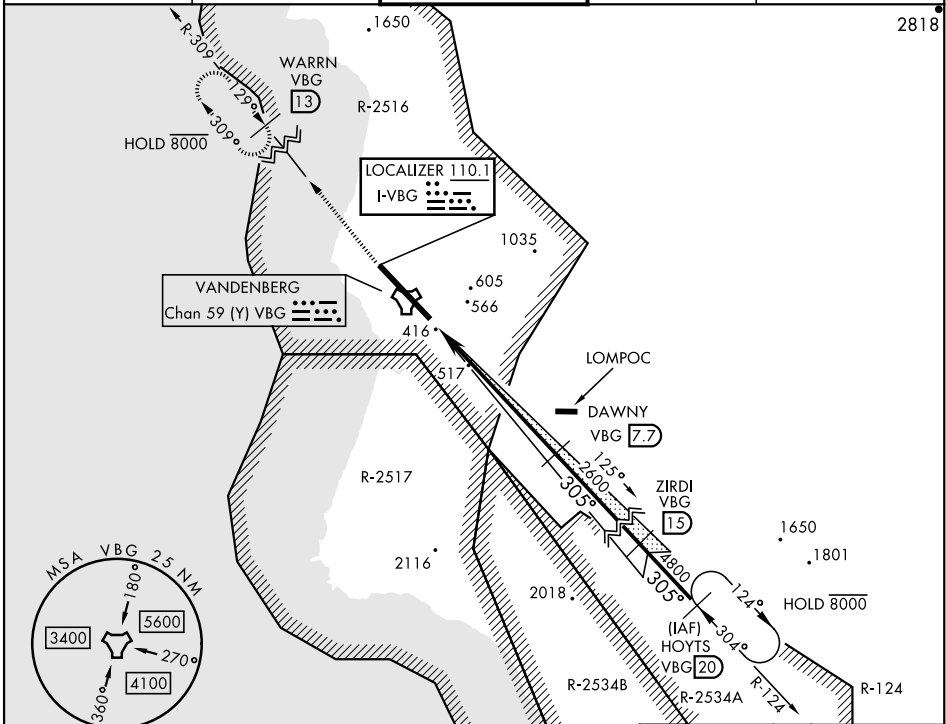 1650
2818
R-309
WARRN
VBG
13
129°
309°
R-2516
HOLD 8000
LOCALIZER 110.1
I-VBG
1035
VANDENBERG
Chan 59 (Y) VBG
605
566
416
517
LOMPOC
DAWNY
VBG 7.7
125°
2600
305°
R-2517
ZIRDI
VBG
15
1650
1801
2116
4800
305°
2018
124°
HOLD 8000
304°
(IAF)
HOYTS
VBG 20
R-2534B
R-2534A
R-124
R-124
MSA VBG 25 NM
180°
3400
5600
270°
4100
360°